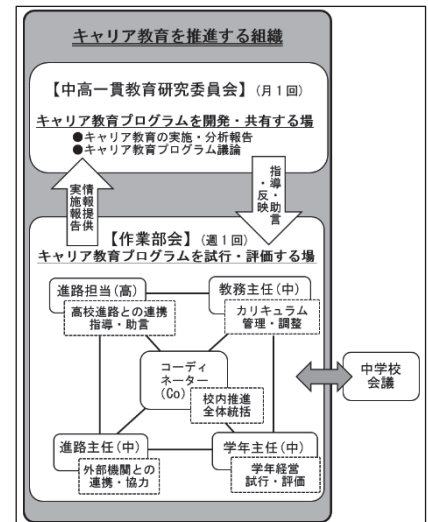 キャリア教育を推進する組織
【中高一貫教育研究委員会】(月1回)
キャリア教育プログラムを開発・共有する場
●キャリア教育の実施・分析報告
●キャリア教育プログラム議論
情報提供
実施報告
指導・助言
・反映
【作業部会】(週1回)
キャリア教育プログラムを試行・評価する場
進路担当(高)
高校進路との連携
指導・助言
教務主任(中)
カリキュラム
管理・調整
コーディ
ネーター
(Co)
校内推進
全体統括
進路主任(中)
外部機関との
連携・協力
学年主任(中)
学年経営
試行・評価
中学校
会議